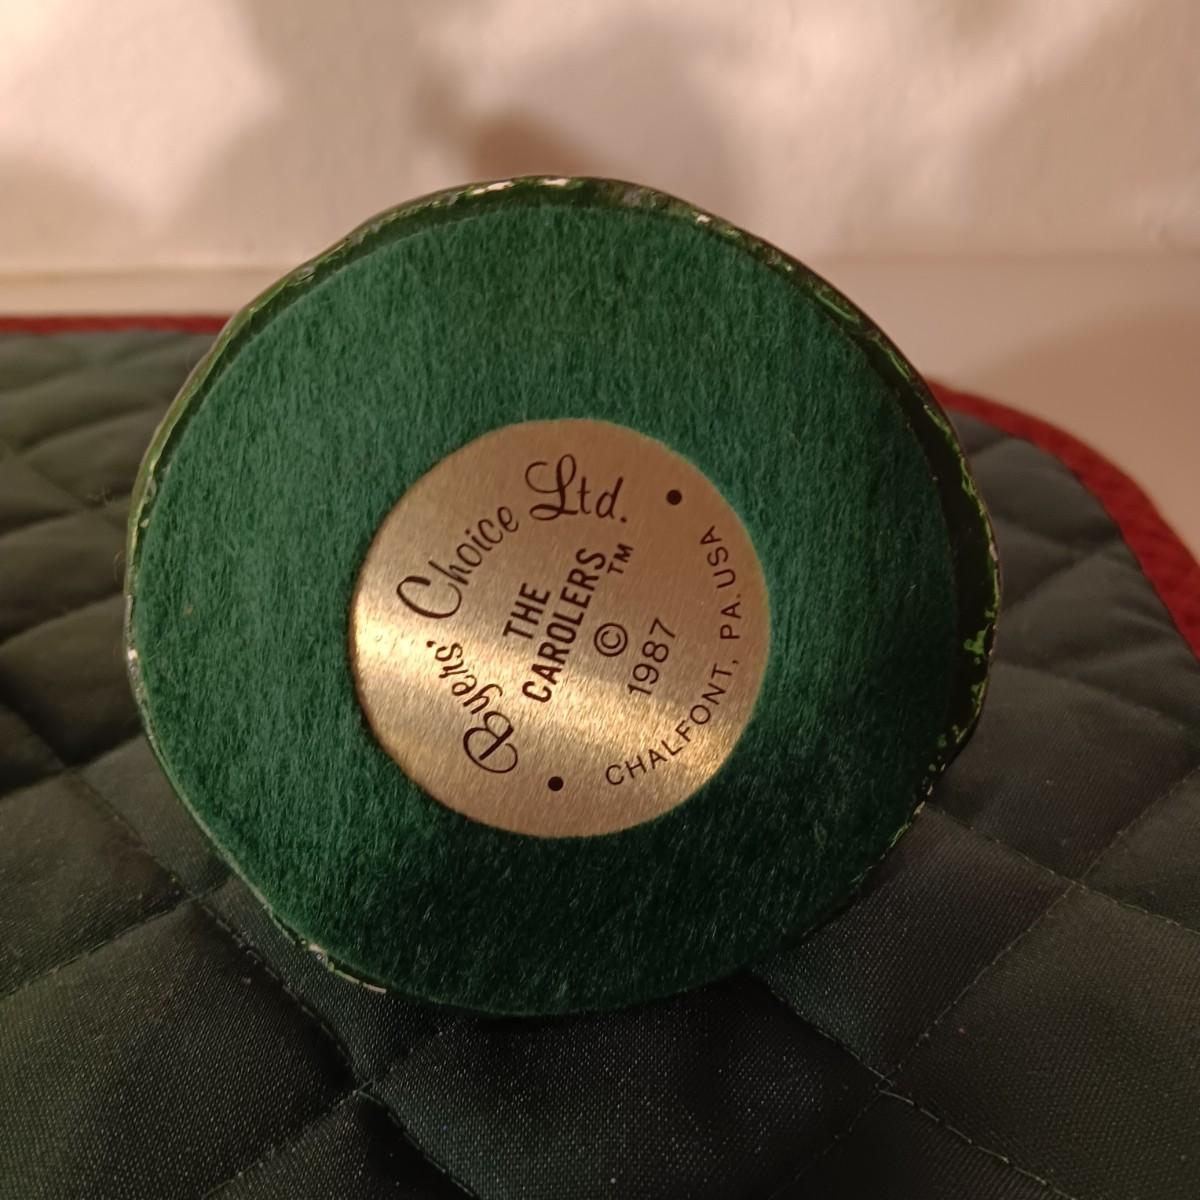 Byers' Choice Ltd.
THE
CAROLERS™
©
1987
CHALFONT, PA. USA